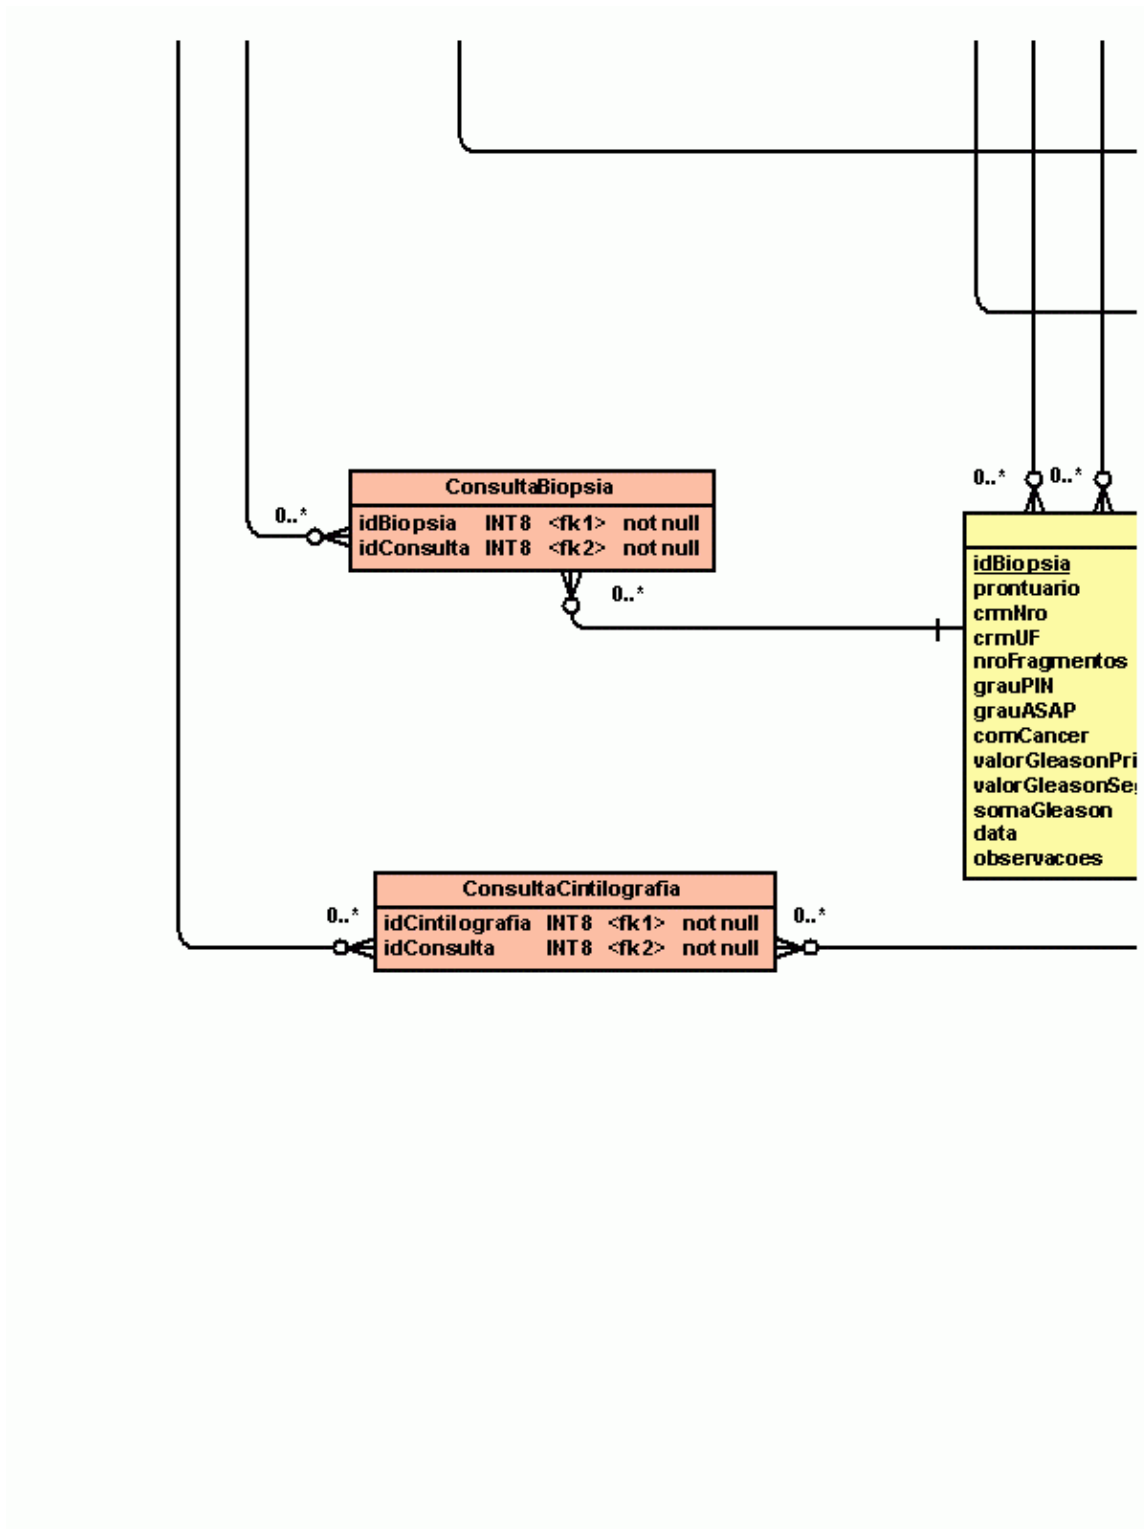 0..* 0..*
ConsultaBiopsia
0..*
idBiopsia INT8 <fk1> not null
idConsulta INT8 <fk2> not null
0..*
idBiopsia
prontuario
crmNro
crmUF
nroFragmentos
grauPIN
grauASAP
comCancer
valorGleasonPri
valorGleasonSe
somaGleason
data
observacoes
ConsultaCintilografia
0..* 0..*
idCintilografia INT8 <fk1> not null
idConsulta INT8 <fk2> not null